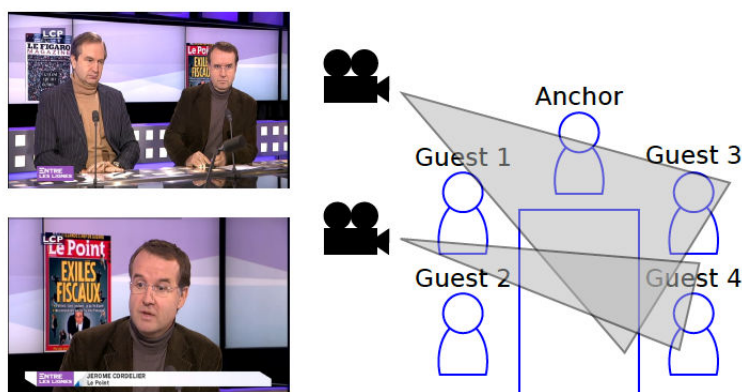 LCP
LE FIGARO
MAGAZINE
Le Point
EXILÉS
FISCAUX
ENTRE
LES LIGNES
LCP
Le Point
EXILÉS
FISCAUX
ENTRE
LES LIGNES
JEROME CORDELIER
Le Point
Anchor
Guest 1
Guest 3
Guest 2
Guest 4